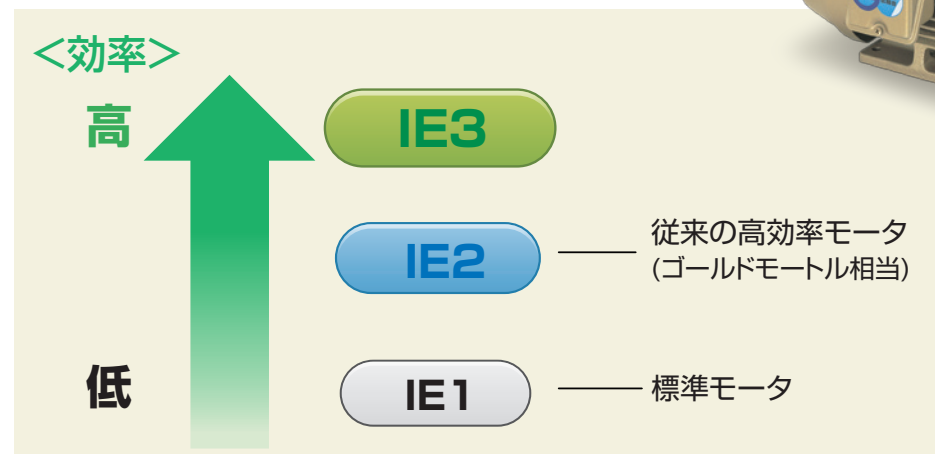 ＜効率＞
高
IE3
IE2
従来の高効率モータ
(ゴールドモートル相当)
低
IE1
標準モータ